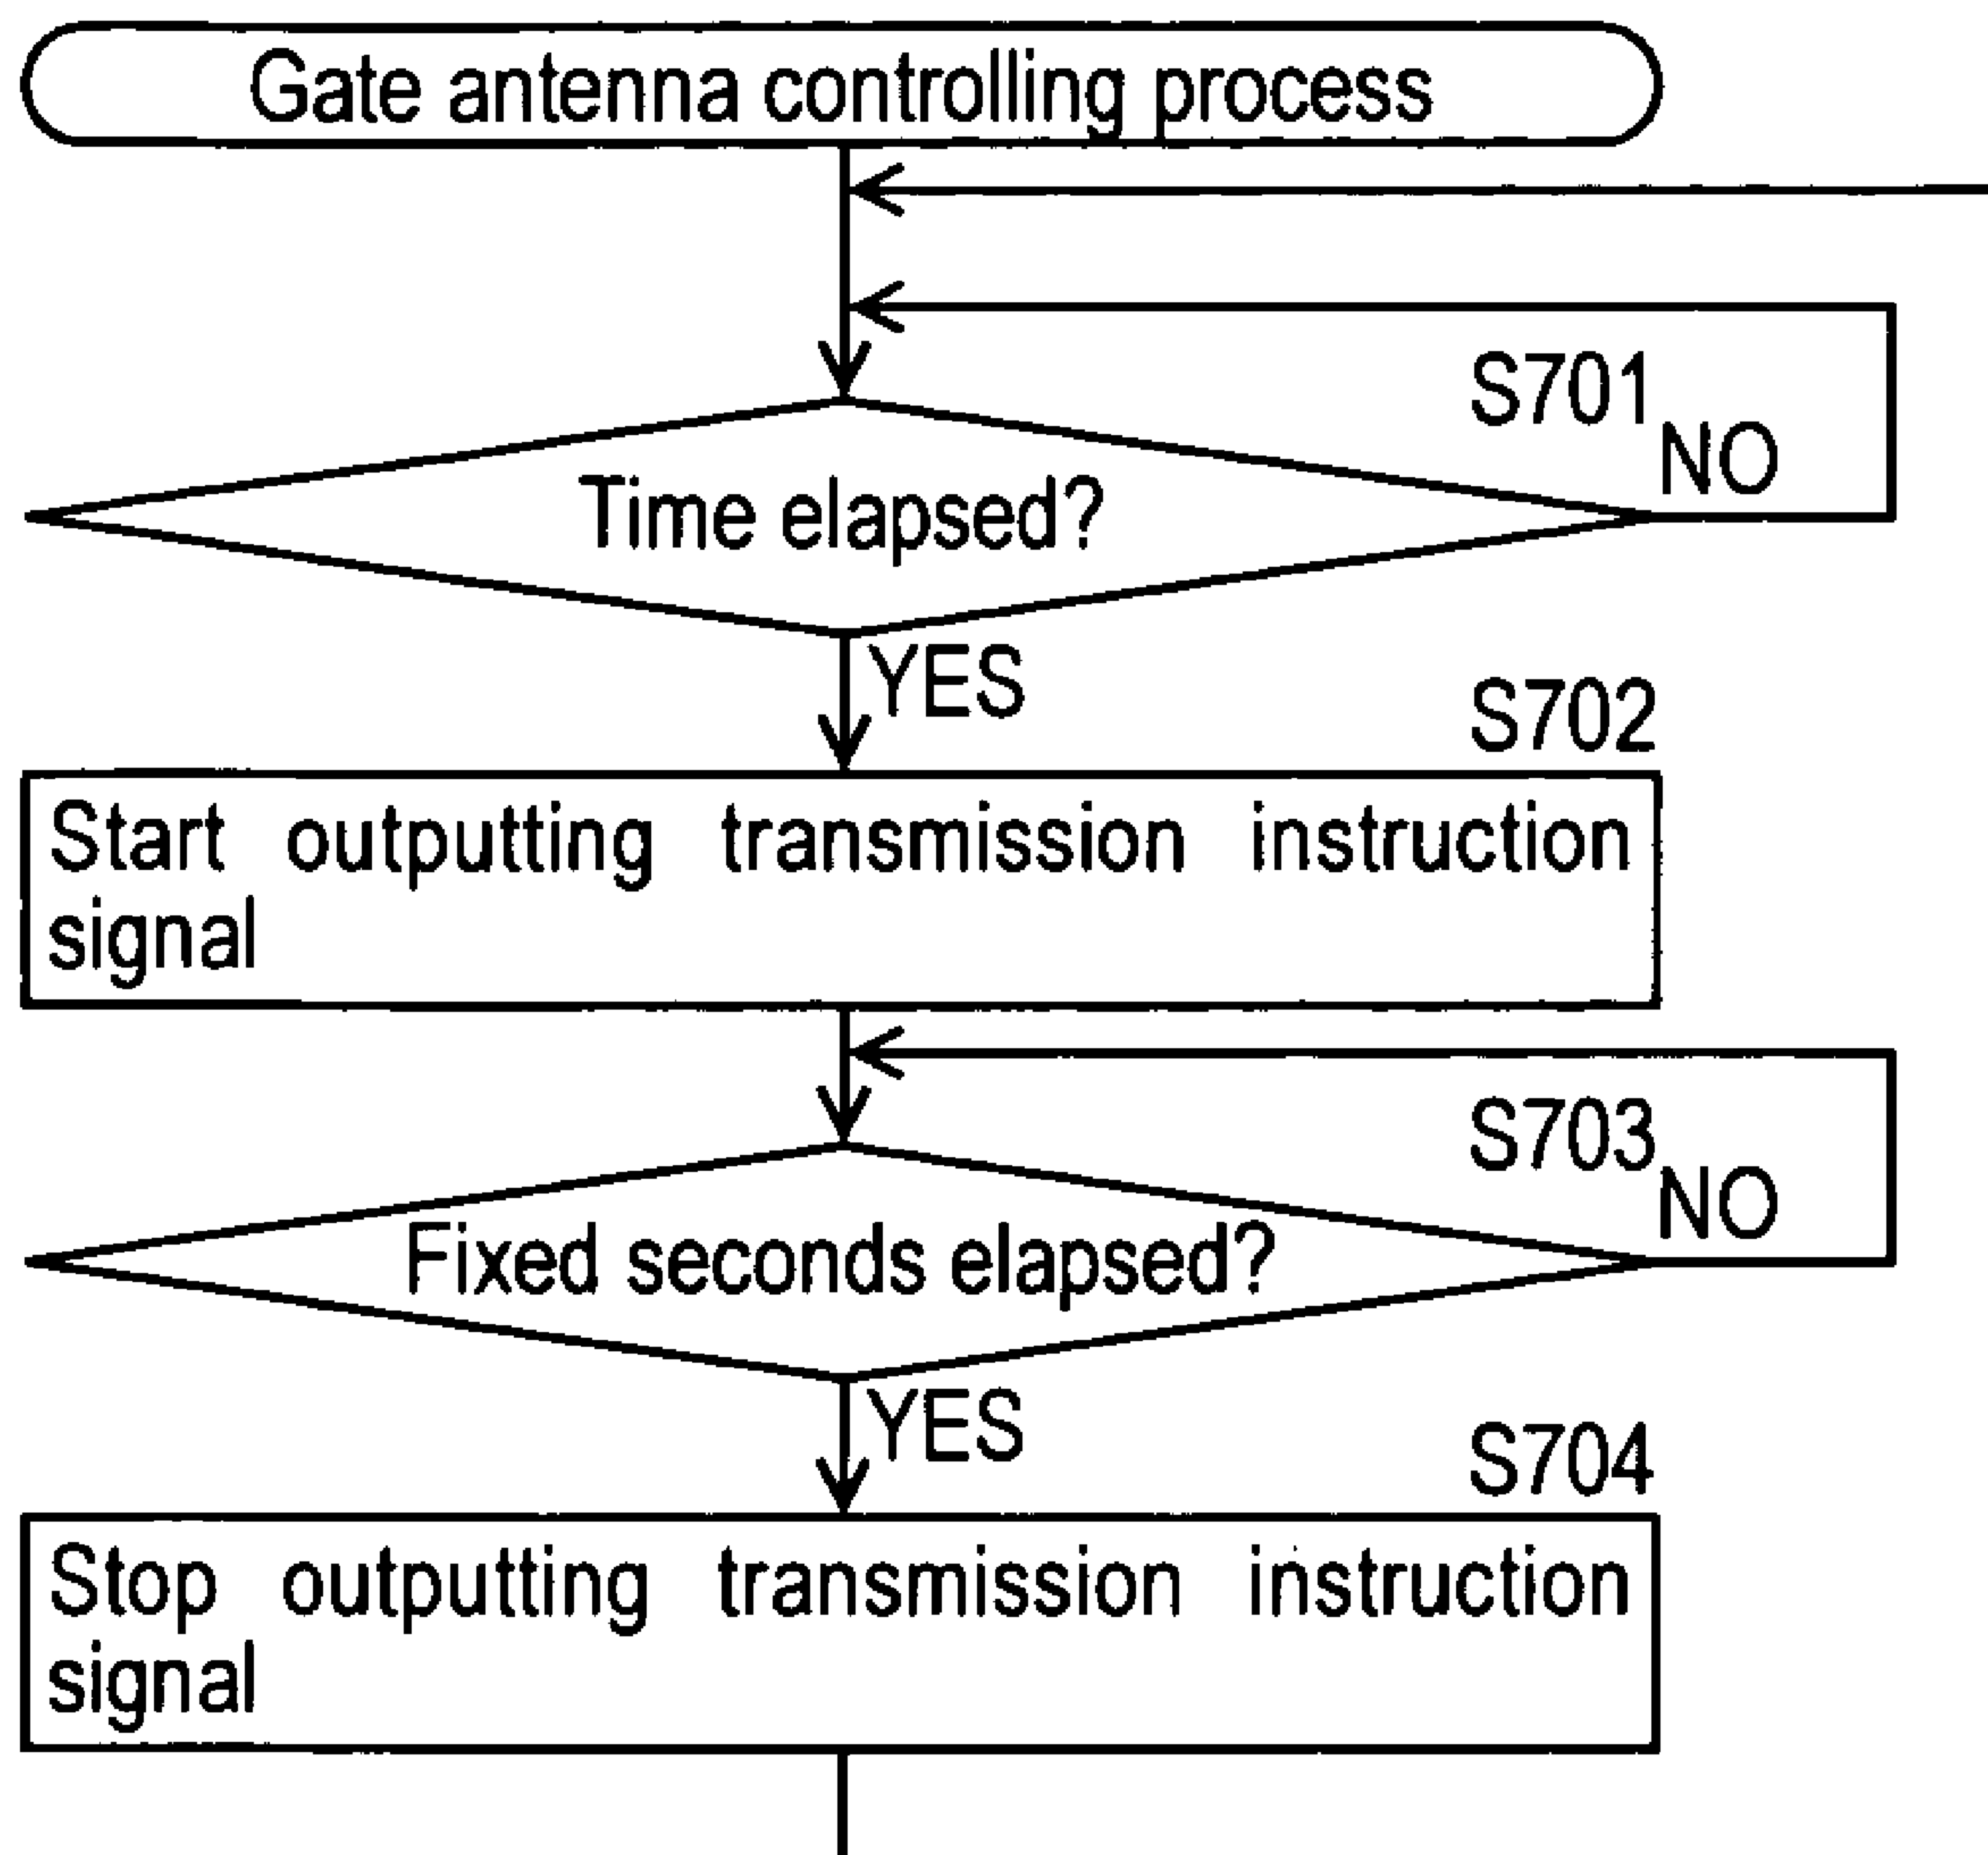 Gate antenna controlling process
S701
NO
Time elapsed?
YES
S702
Start outputting transmission instruction
signal
S703
NO
Fixed seconds elapsed?
YES
S704
Stop outputting transmission instruction
signal